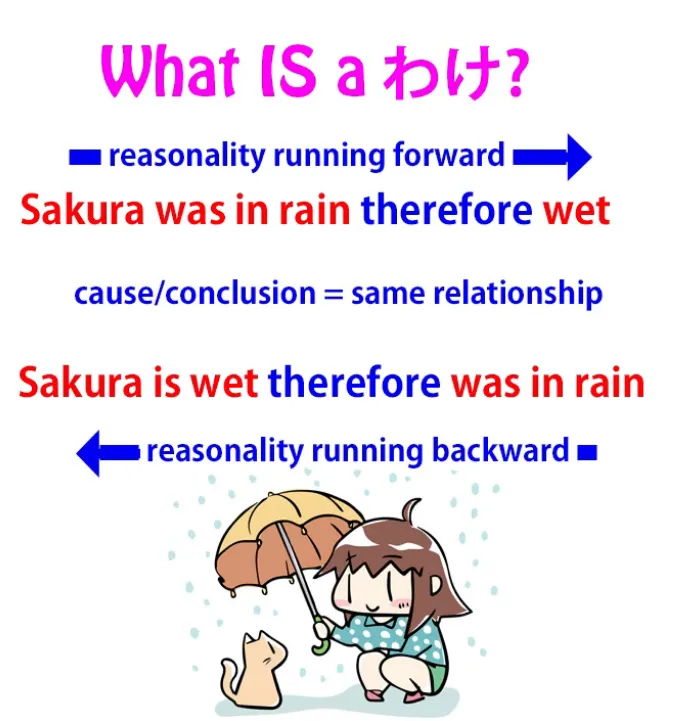 What IS a わけ?
reasonality running forward
Sakura was in rain therefore wet
cause/conclusion = same relationship
Sakura is wet therefore was in rain
reasonality running backward